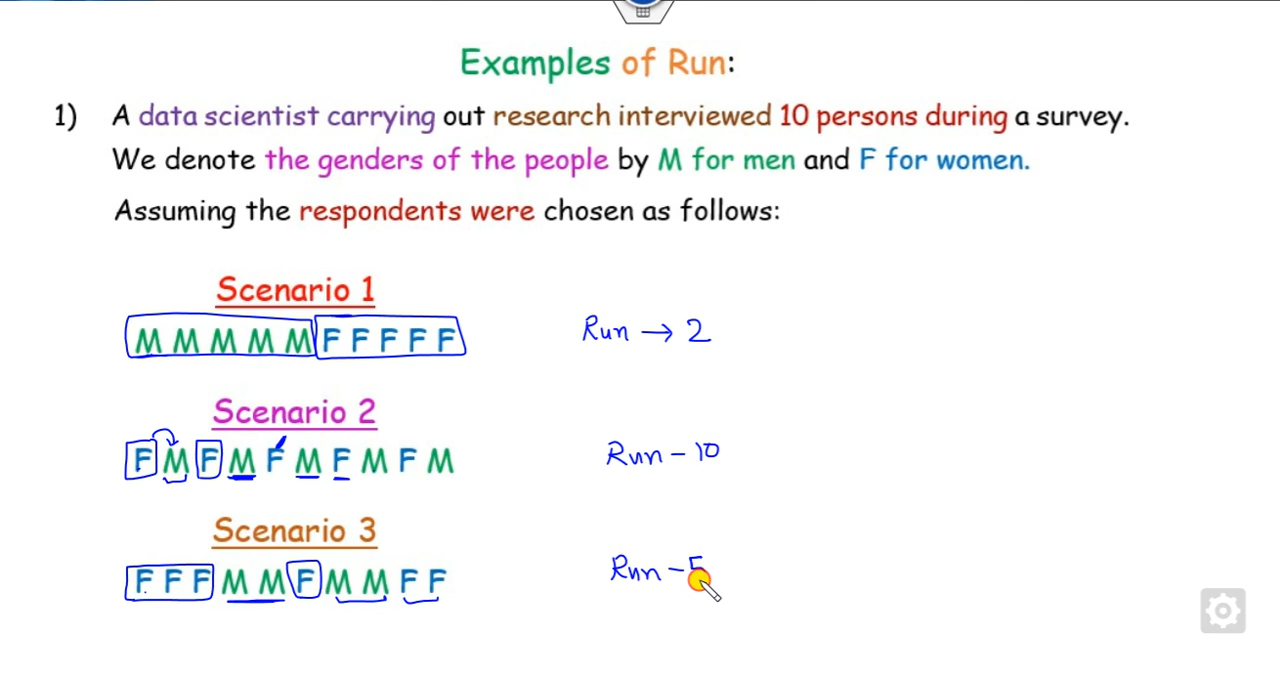 Examples of Run:
1) A data scientist carrying out research interviewed 10 persons during a survey.
We denote the genders of the people by M for men and F for women.
Assuming the respondents were chosen as follows:
Scenario 1
M M M M M F F F F F Run → 2
Scenario 2
F M F M F M F M F M Run - 10
Scenario 3
F F F M M F M M F F Run - 5